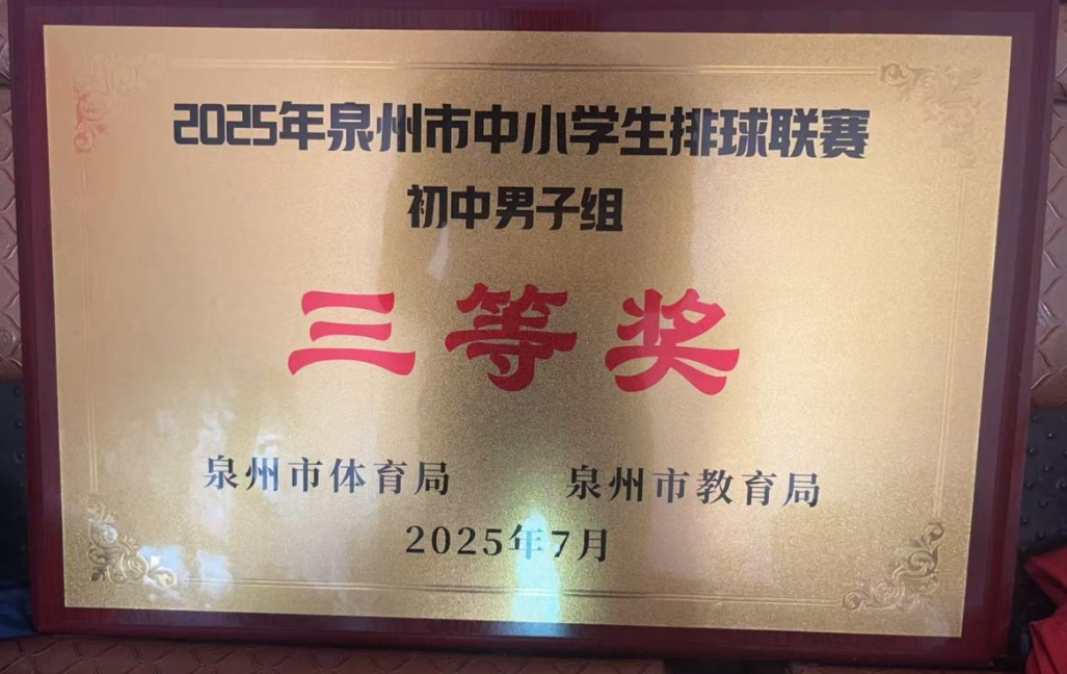 2025年泉州市中小学生排球联赛
初中男子组
三等奖
泉州市体育局 泉州市教育局
2025年7月